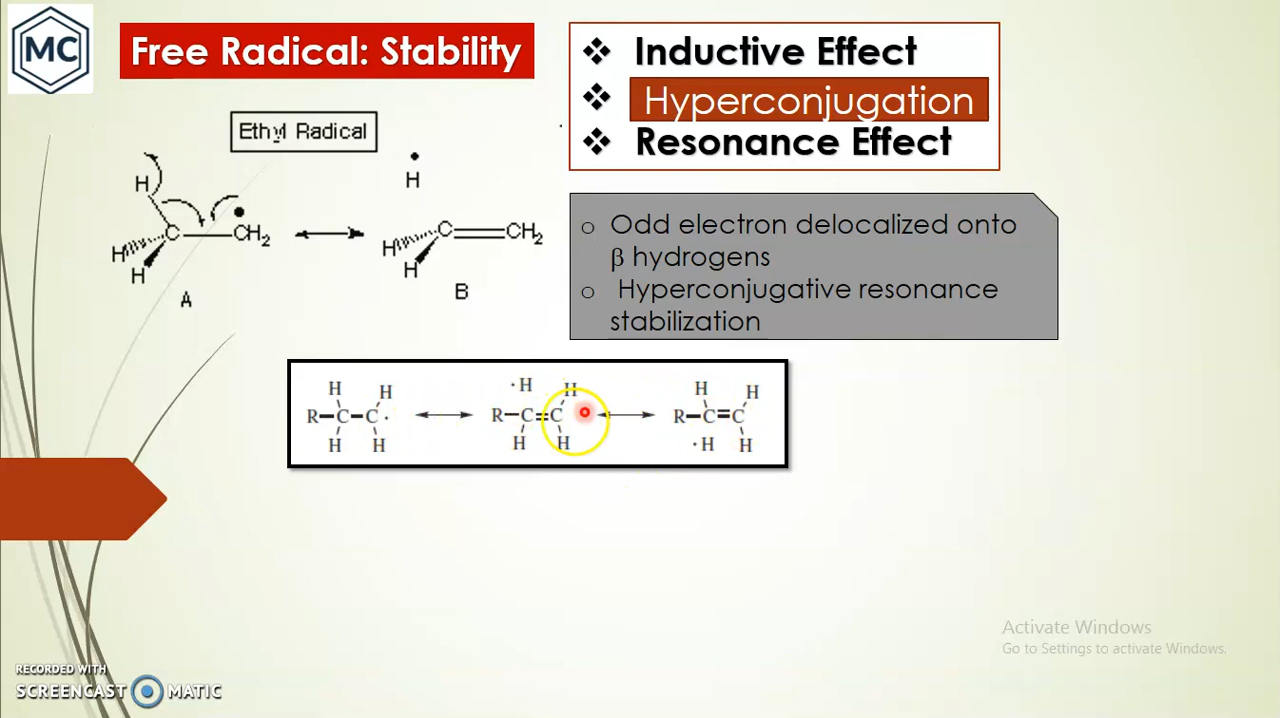 MC
Free Radical: Stability
❖ Inductive Effect
❖ Hyperconjugation
❖ Resonance Effect
Ethyl Radical
H
•
H
C
•
CH₂
H
H
A
H
C
CH₂
H
B
o Odd electron delocalized onto
β hydrogens
o Hyperconjugative resonance
stabilization
H H
R–C–C·
H H
·H H
R–C=C
H H
H H
R–C=C
·H H
Activate Windows
Go to Settings to activate Windows.
RECORDED WITH
SCREENCAST MATIC